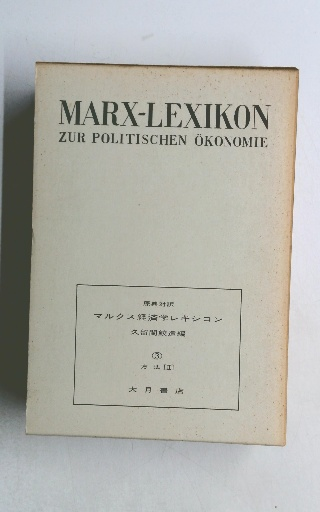 MARX-LEXIKON
ZUR POLITISCHEN ÖKONOMIE
原典対訳
マルクス経済学レキシコン
久留間鮫造編
③
方法[Ⅱ]
大月書店